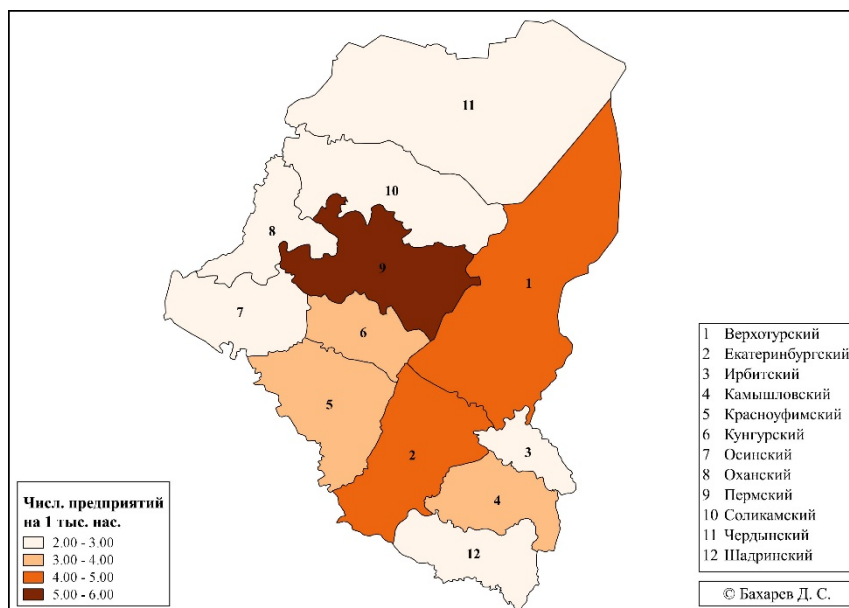 11
10
8
9
1
7
6
5
3
2
4
12
1 Верхотурский
2 Екатеринбургский
3 Ирбитский
4 Камышловский
5 Красноуфимский
6 Кунгурский
7 Осинский
8 Оханский
9 Пермский
10 Соликамский
11 Чердынский
12 Шадринский
Числ. предприятий
на 1 тыс. нас.
2.00 - 3.00
3.00 - 4.00
4.00 - 5.00
5.00 - 6.00
© Бахарев Д. С.